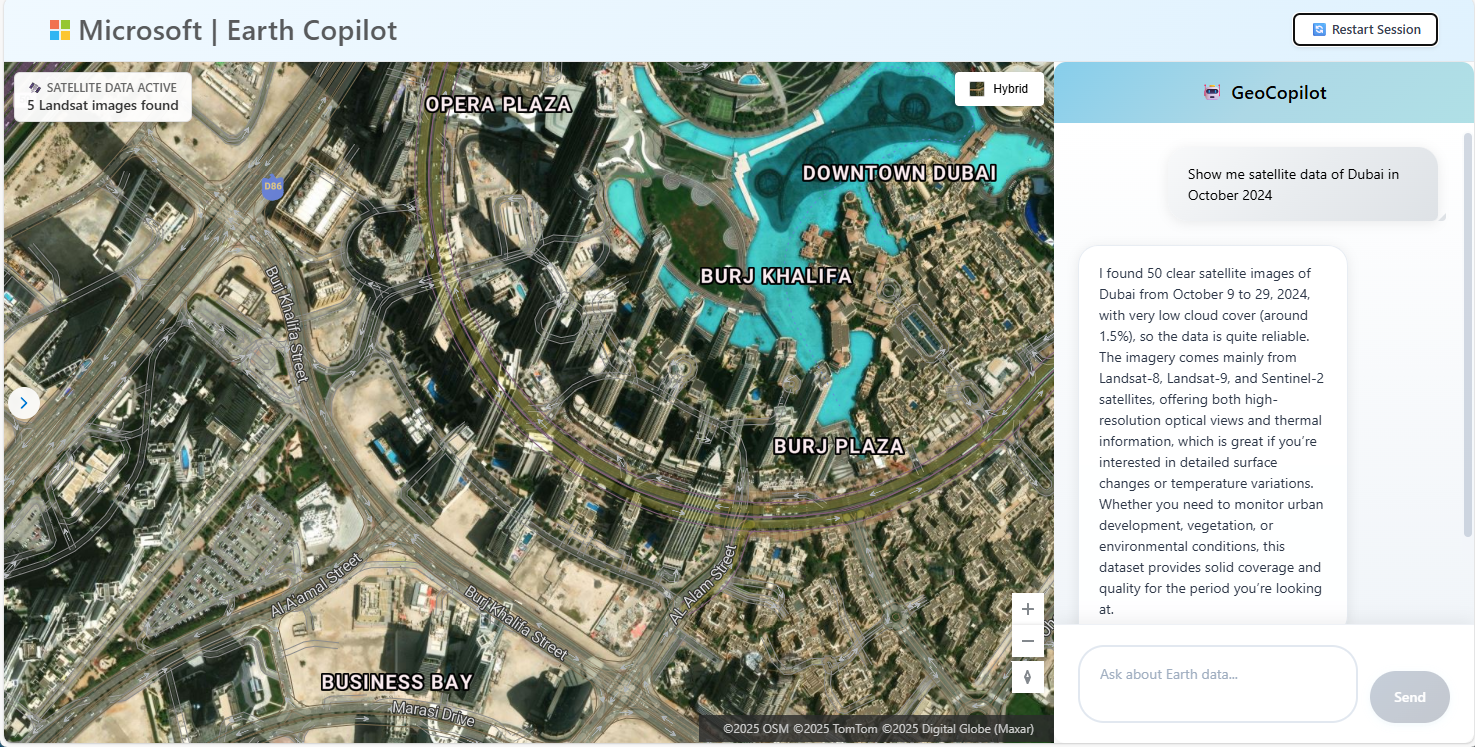 Microsoft | Earth Copilot
Restart Session
SATELLITE DATA ACTIVE
5 Landsat images found
Hybrid
OPERA PLAZA
DOWNTOWN DUBAI
D86
BURJ KHALIFA
Burj Khalifa Street
BURJ PLAZA
AL Alam Street
Al A'amal Street
Burj Khalifa Street
BUSINESS BAY
Marasi Drive
©2025 OSM ©2025 TomTom ©2025 Digital Globe (Maxar)
GeoCopilot
Show me satellite data of Dubai in
October 2024
I found 50 clear satellite images of
Dubai from October 9 to 29, 2024,
with very low cloud cover (around
1.5%), so the data is quite reliable.
The imagery comes mainly from
Landsat-8, Landsat-9, and Sentinel-2
satellites, offering both high-
resolution optical views and thermal
information, which is great if you’re
interested in detailed surface
changes or temperature variations.
Whether you need to monitor urban
development, vegetation, or
environmental conditions, this
dataset provides solid coverage and
quality for the period you’re looking
at.
Ask about Earth data...
Send